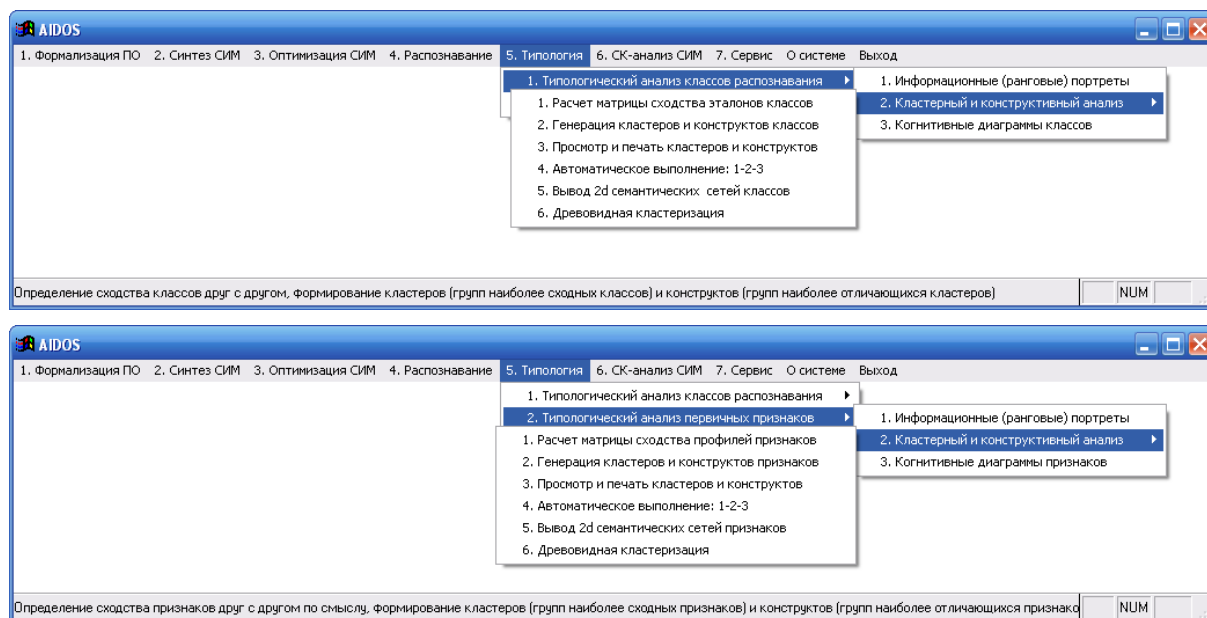 AIDOS
1. Формализация ПО 2. Синтез СИМ 3. Оптимизация СИМ 4. Распознавание 5. Типология 6. СК-анализ СИМ 7. Сервис О системе Выход
1. Типологический анализ классов распознавания
1. Информационные (ранговые) портреты
2. Кластерный и конструктивный анализ
3. Когнитивные диаграммы классов
1. Расчет матрицы сходства эталонов классов
2. Генерация кластеров и конструктов классов
3. Просмотр и печать кластеров и конструктов
4. Автоматическое выполнение: 1-2-3
5. Вывод 2d семантических сетей классов
6. Древовидная кластеризация
Определение сходства классов друг с другом, формирование кластеров (групп наиболее сходных классов) и конструктов (групп наиболее отличающихся кластеров)
NUM
AIDOS
1. Формализация ПО 2. Синтез СИМ 3. Оптимизация СИМ 4. Распознавание 5. Типология 6. СК-анализ СИМ 7. Сервис О системе Выход
1. Типологический анализ классов распознавания
2. Типологический анализ первичных признаков
1. Информационные (ранговые) портреты
2. Кластерный и конструктивный анализ
3. Когнитивные диаграммы признаков
1. Расчет матрицы сходства профилей признаков
2. Генерация кластеров и конструктов признаков
3. Просмотр и печать кластеров и конструктов
4. Автоматическое выполнение: 1-2-3
5. Вывод 2d семантических сетей признаков
6. Древовидная кластеризация
Определение сходства признаков друг с другом по смыслу, формирование кластеров (групп наиболее сходных признаков) и конструктов (групп наиболее отличающихся признако
NUM